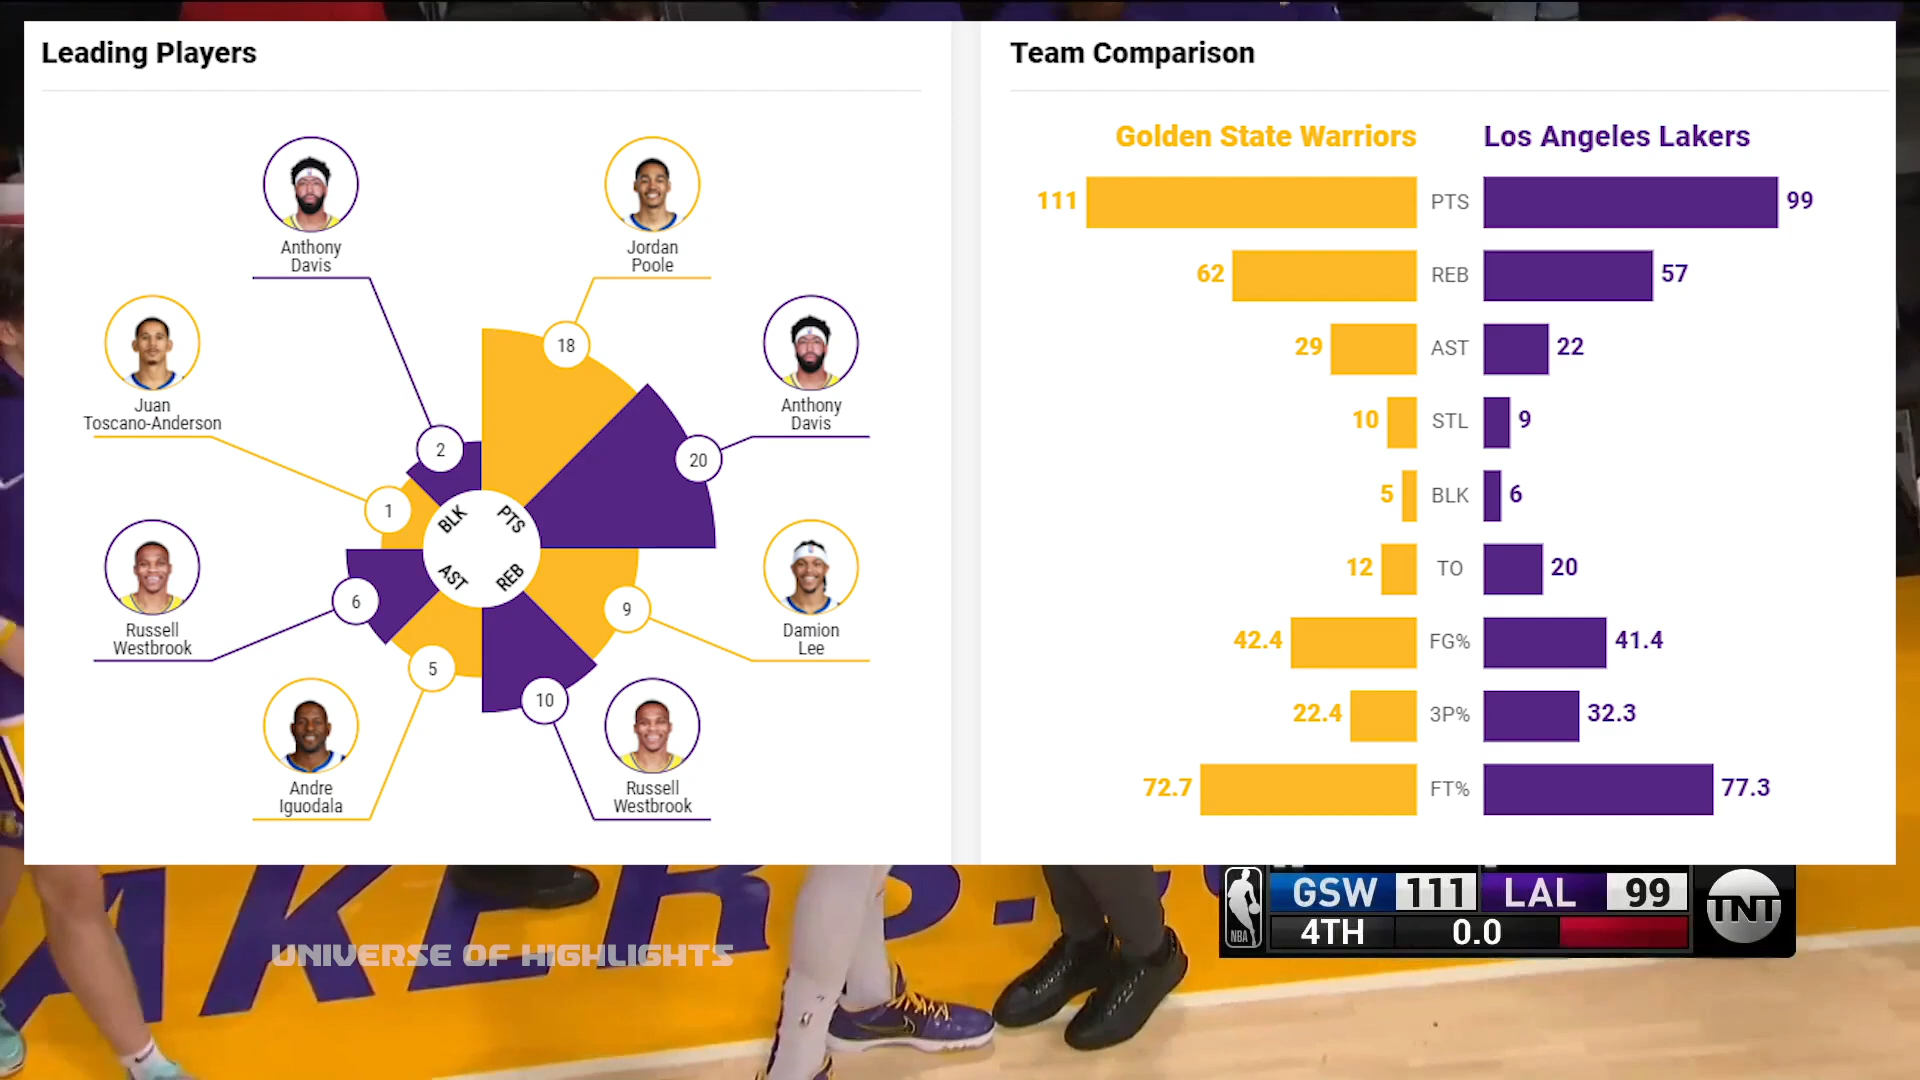 Leading Players
Anthony
Davis
Jordan
Poole
Juan
Toscano-Anderson
Anthony
Davis
18
20
2
1
BLK
PTS
AST
REB
6
9
5
10
Russell
Westbrook
Damion
Lee
Andre
Iguodala
Russell
Westbrook
Team Comparison
Golden State Warriors Los Angeles Lakers
111 PTS 99
62 REB 57
29 AST 22
10 STL 9
5 BLK 6
12 TO 20
42.4 FG% 41.4
22.4 3P% 32.3
72.7 FT% 77.3
GSW 111 LAL 99
4TH 0.0
NBA
TNT
UNIVERSE OF HIGHLIGHTS